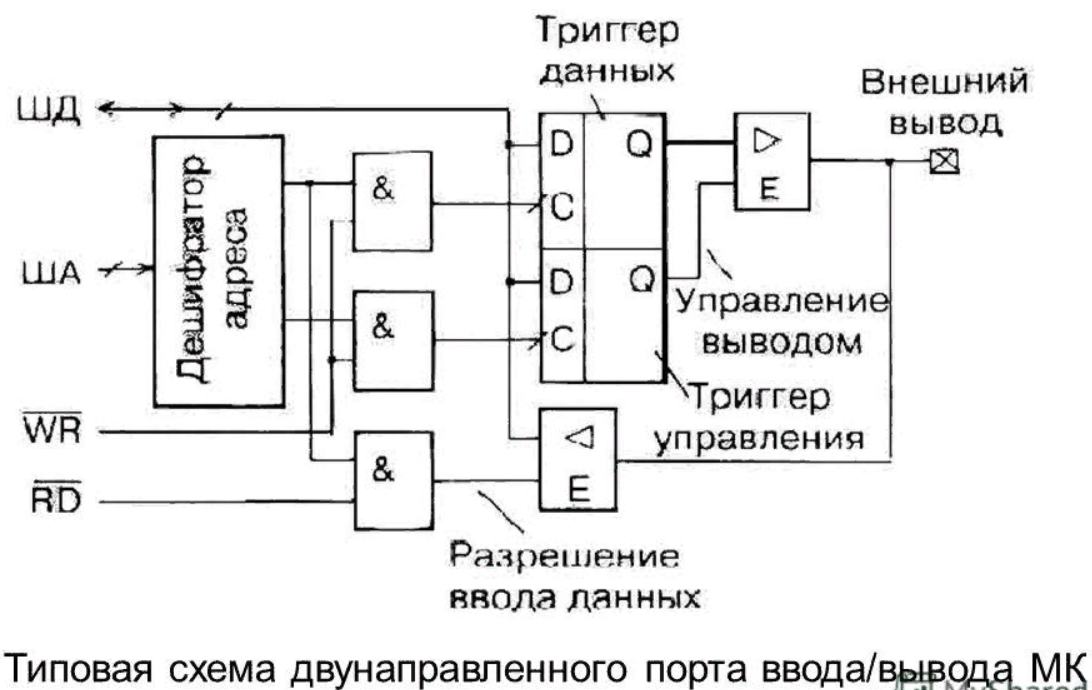 Триггер
данных
Внешний
вывод
ШД
D
Q
E
C
&
Дешифратор
адреса
ША
D
Q
C
&
Управление
выводом
Триггер
управления
WR
RD
&
E
Разрешение
ввода данных
Типовая схема двунаправленного порта ввода/вывода МК